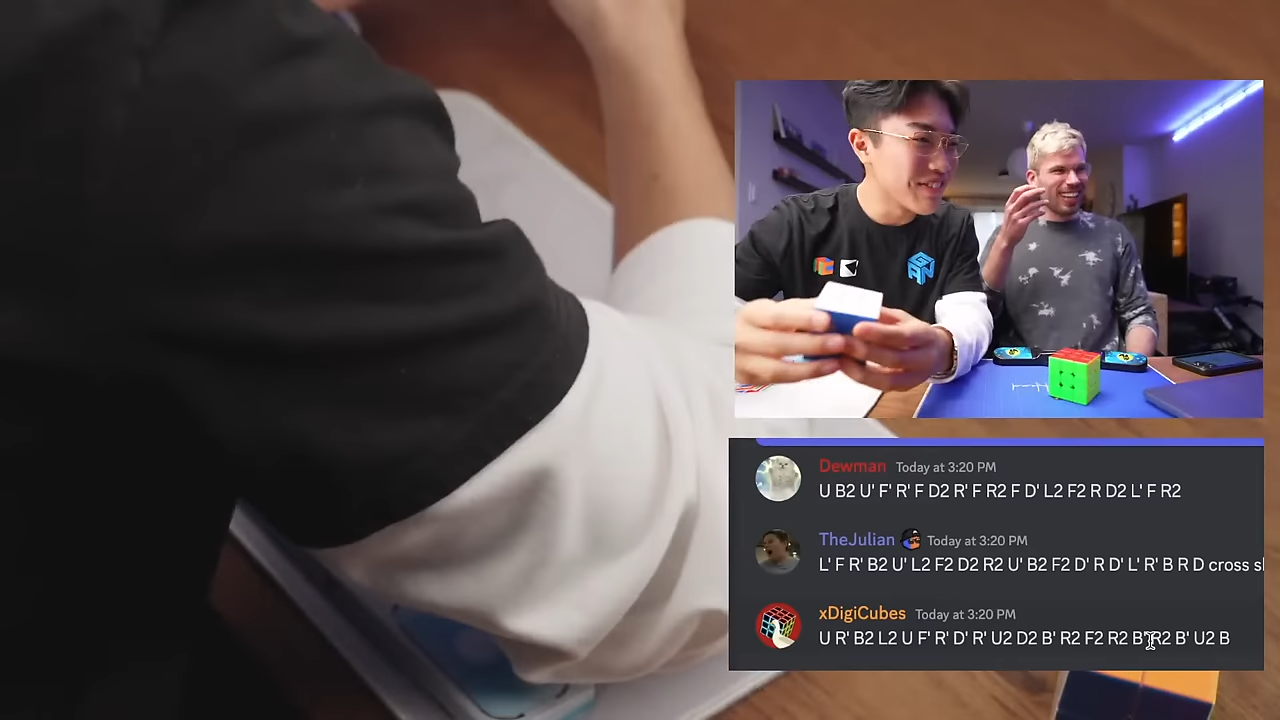 GAN
Dewman Today at 3:20 PM
U B2 U' F' R' F D2 R' F R2 F D' L2 F2 R D2 L' F R2
TheJulian Today at 3:20 PM
L' F R' B2 U' L2 F2 D2 R2 U' B2 F2 D' R D' L' R' B R D cross
xDigiCubes Today at 3:20 PM
U R' B2 L2 U F' R' D' R' U2 D2 B' R2 F2 R2 B' R2 B' U2 B